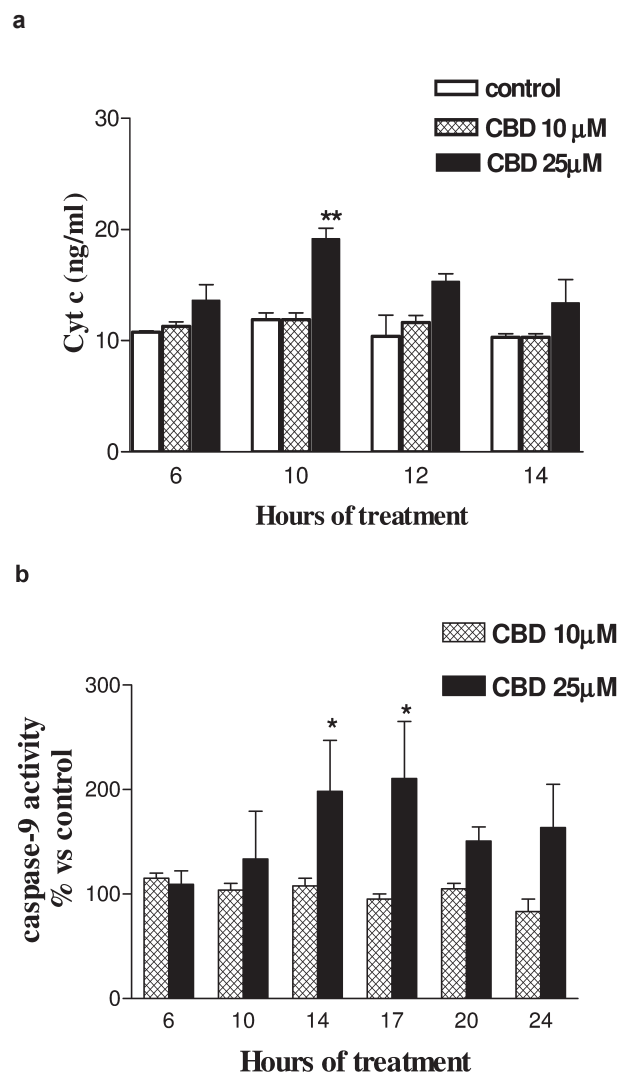 a
control
CBD 10 µM
CBD 25µM
30
20
10
0
Cyt c (ng/ml)
**
6 10 12 14
Hours of treatment
b
CBD 10µM
CBD 25µM
300
200
100
0
caspase-9 activity
% vs control
* *
6 10 14 17 20 24
Hours of treatment